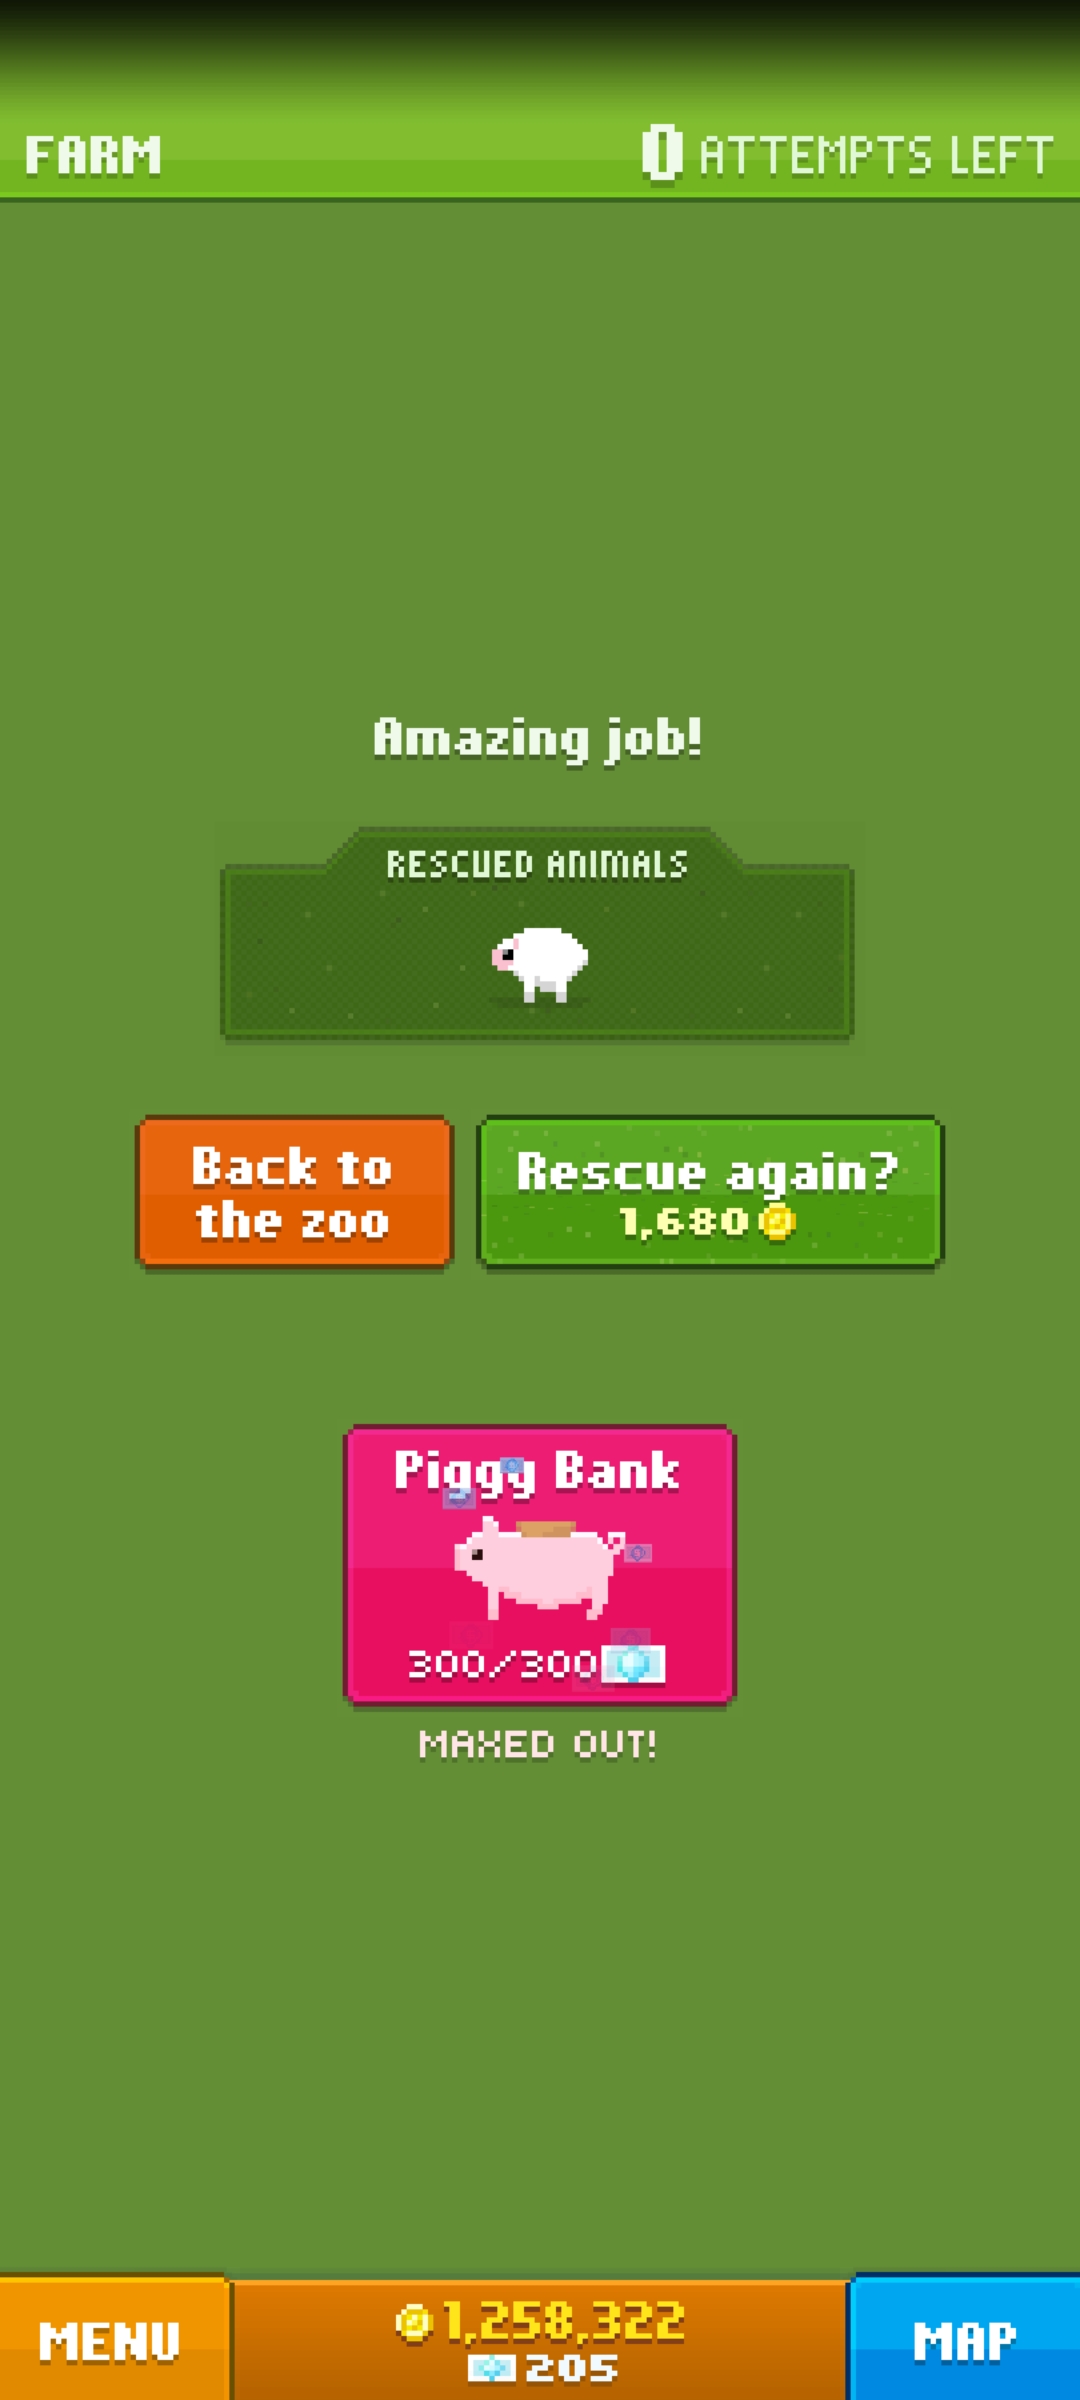 FARM
0 ATTEMPTS LEFT
Amazing job!
RESCUED ANIMALS
Back to
the zoo
Rescue again?
1,680
Piggy Bank
300/300
MAXED OUT!
MENU
1,258,322
205
MAP